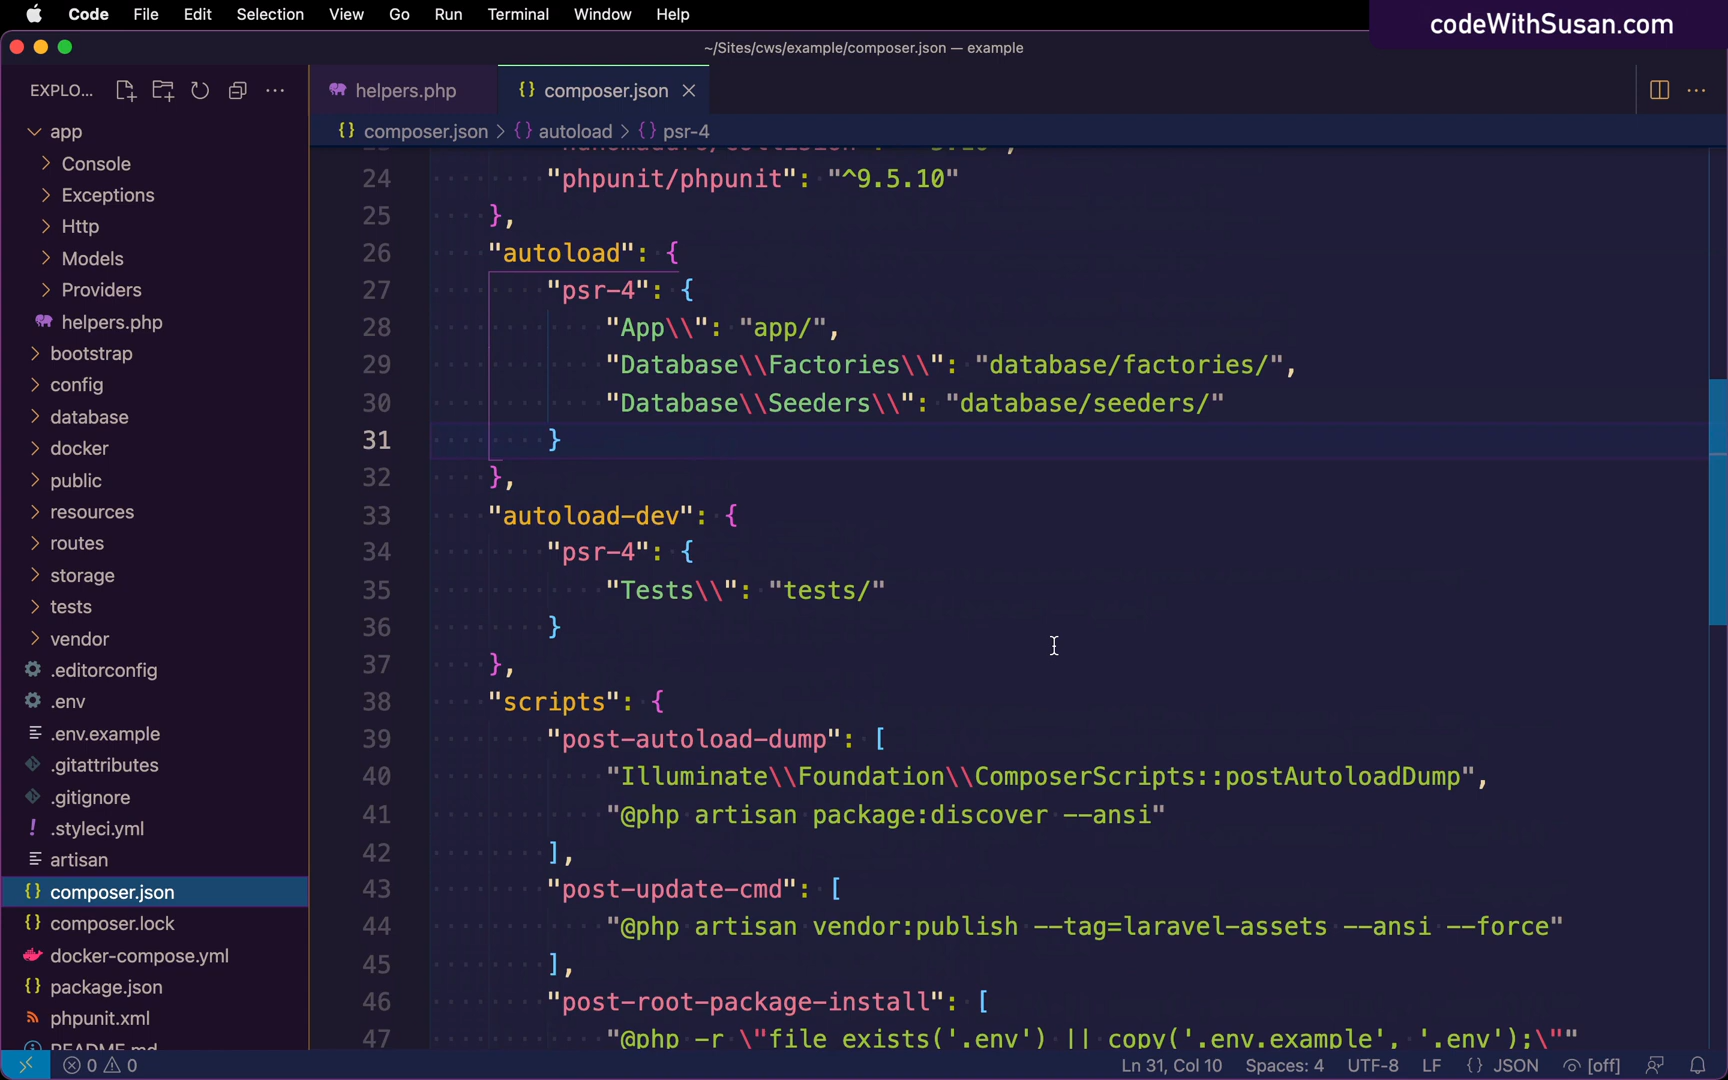 Code File Edit Selection View Go Run Terminal Window Help
codeWithSusan.com
~/Sites/cws/example/composer.json — example
EXPLO...
app
Console
Exceptions
Http
Models
Providers
helpers.php
bootstrap
config
database
docker
public
resources
routes
storage
tests
vendor
.editorconfig
.env
.env.example
.gitattributes
.gitignore
.styleci.yml
artisan
composer.json
composer.lock
docker-compose.yml
package.json
phpunit.xml
README.md
helpers.php
{} composer.json
{} composer.json > {} autoload > {} psr-4
24 "phpunit/phpunit": "^9.5.10"
25 },
26 "autoload": {
27 "psr-4": {
28 "App\\": "app/",
29 "Database\\Factories\\": "database/factories/",
30 "Database\\Seeders\\": "database/seeders/"
31 }
32 },
33 "autoload-dev": {
34 "psr-4": {
35 "Tests\\": "tests/"
36 }
37 },
38 "scripts": {
39 "post-autoload-dump": [
40 "Illuminate\\Foundation\\ComposerScripts::postAutoloadDump",
41 "@php artisan package:discover --ansi"
42 ],
43 "post-update-cmd": [
44 "@php artisan vendor:publish --tag=laravel-assets --ansi --force"
45 ],
46 "post-root-package-install": [
47 "@php -r \"file_exists('.env') || copy('.env.example', '.env');\""
0 0
Ln 31, Col 10 Spaces: 4 UTF-8 LF {} JSON [off]